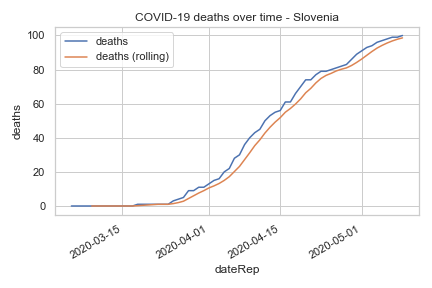 COVID-19 deaths over time - Slovenia
deaths
deaths (rolling)
100
80
60
40
20
0
deaths
2020-03-15
2020-04-01
2020-04-15
2020-05-01
dateRep